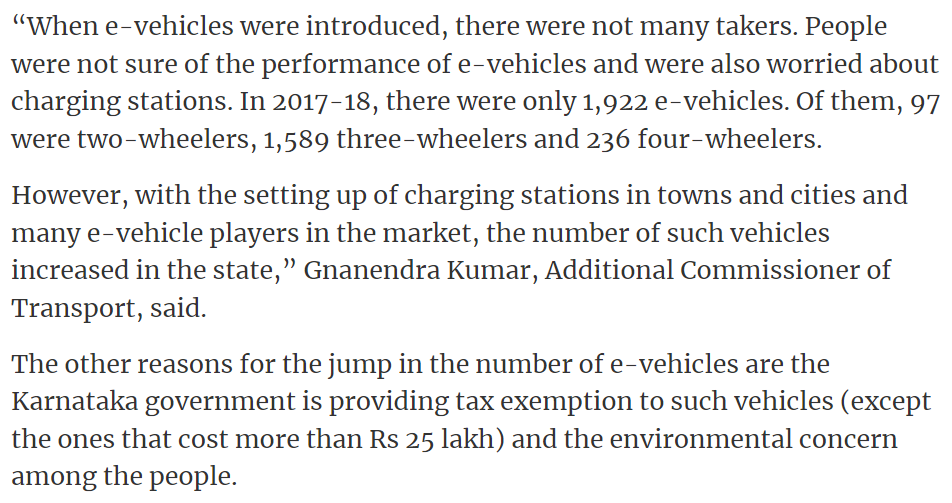 “When e-vehicles were introduced, there were not many takers. People
were not sure of the performance of e-vehicles and were also worried about
charging stations. In 2017-18, there were only 1,922 e-vehicles. Of them, 97
were two-wheelers, 1,589 three-wheelers and 236 four-wheelers.
However, with the setting up of charging stations in towns and cities and
many e-vehicle players in the market, the number of such vehicles
increased in the state,” Gnanendra Kumar, Additional Commissioner of
Transport, said.
The other reasons for the jump in the number of e-vehicles are the
Karnataka government is providing tax exemption to such vehicles (except
the ones that cost more than Rs 25 lakh) and the environmental concern
among the people.